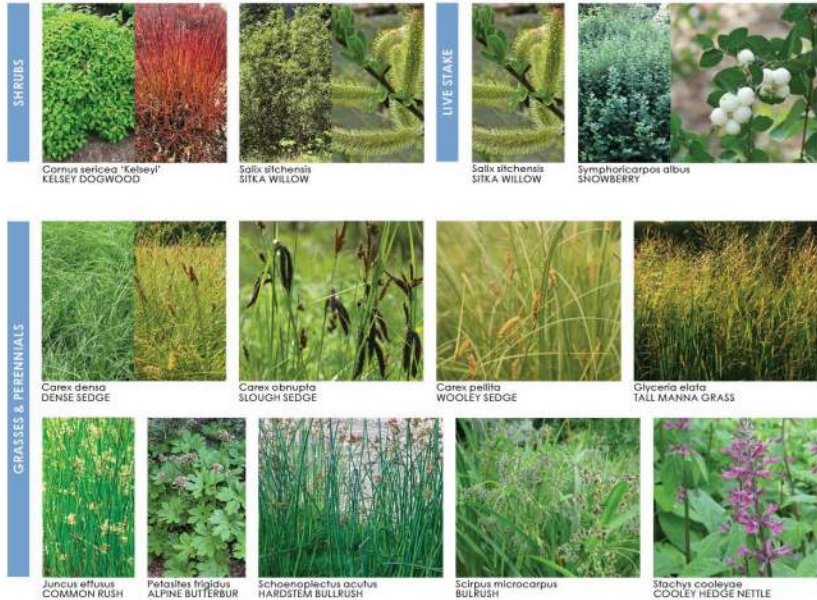 SHRUBS
Cornus sericea 'Kelseyi'
KELSEY DOGWOOD
Salix sitchensis
SITKA WILLOW
LIVE STAKE
Salix sitchensis
SITKA WILLOW
Symphoricarpos albus
SNOWBERRY
GRASSES & PERENNIALS
Carex densa
DENSE SEDGE
Carex obnupta
SLOUGH SEDGE
Carex pellita
WOOLEY SEDGE
Glyceria elata
TALL MANNA GRASS
Juncus effusus
COMMON RUSH
Petasites frigidus
ALPINE BUTTERBUR
Schoenoplectus acutus
HARDSTEM BULLRUSH
Scirpus microcarpus
BULRUSH
Stachys cooleyae
COOLEY HEDGE NETTLE